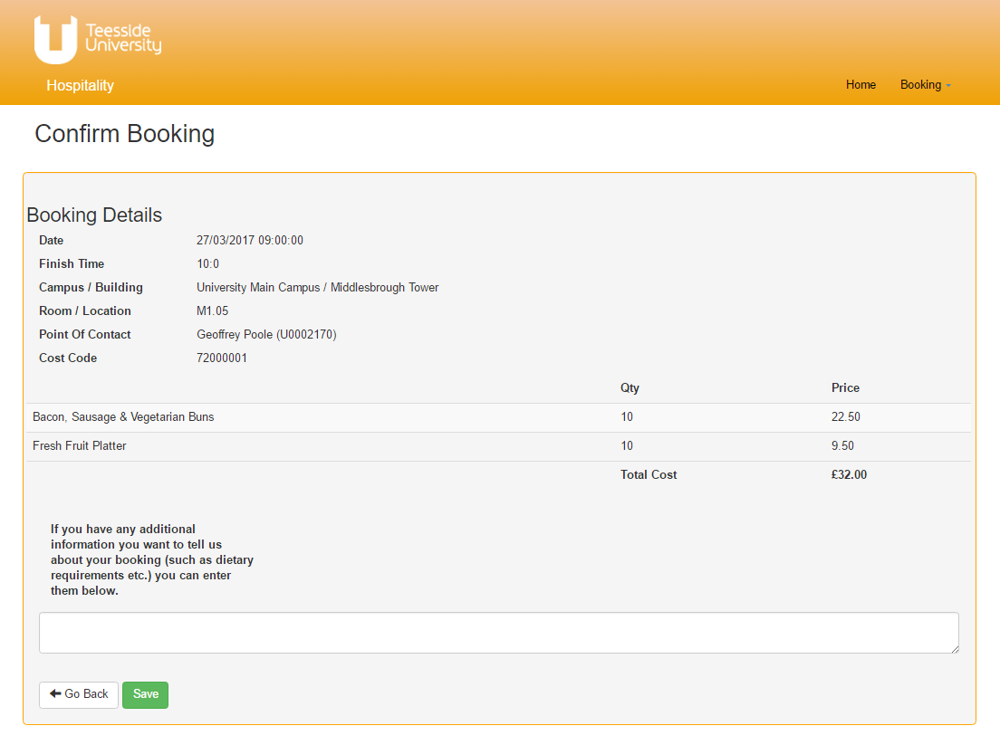 Teesside
University
Hospitality
Home Booking
Confirm Booking
Booking Details
Date 27/03/2017 09:00:00
Finish Time 10:0
Campus / Building University Main Campus / Middlesbrough Tower
Room / Location M1.05
Point Of Contact Geoffrey Poole (U0002170)
Cost Code 72000001
Qty Price
Bacon, Sausage & Vegetarian Buns 10 22.50
Fresh Fruit Platter 10 9.50
Total Cost £32.00
If you have any additional
information you want to tell us
about your booking (such as dietary
requirements etc.) you can enter
them below.
Go Back Save